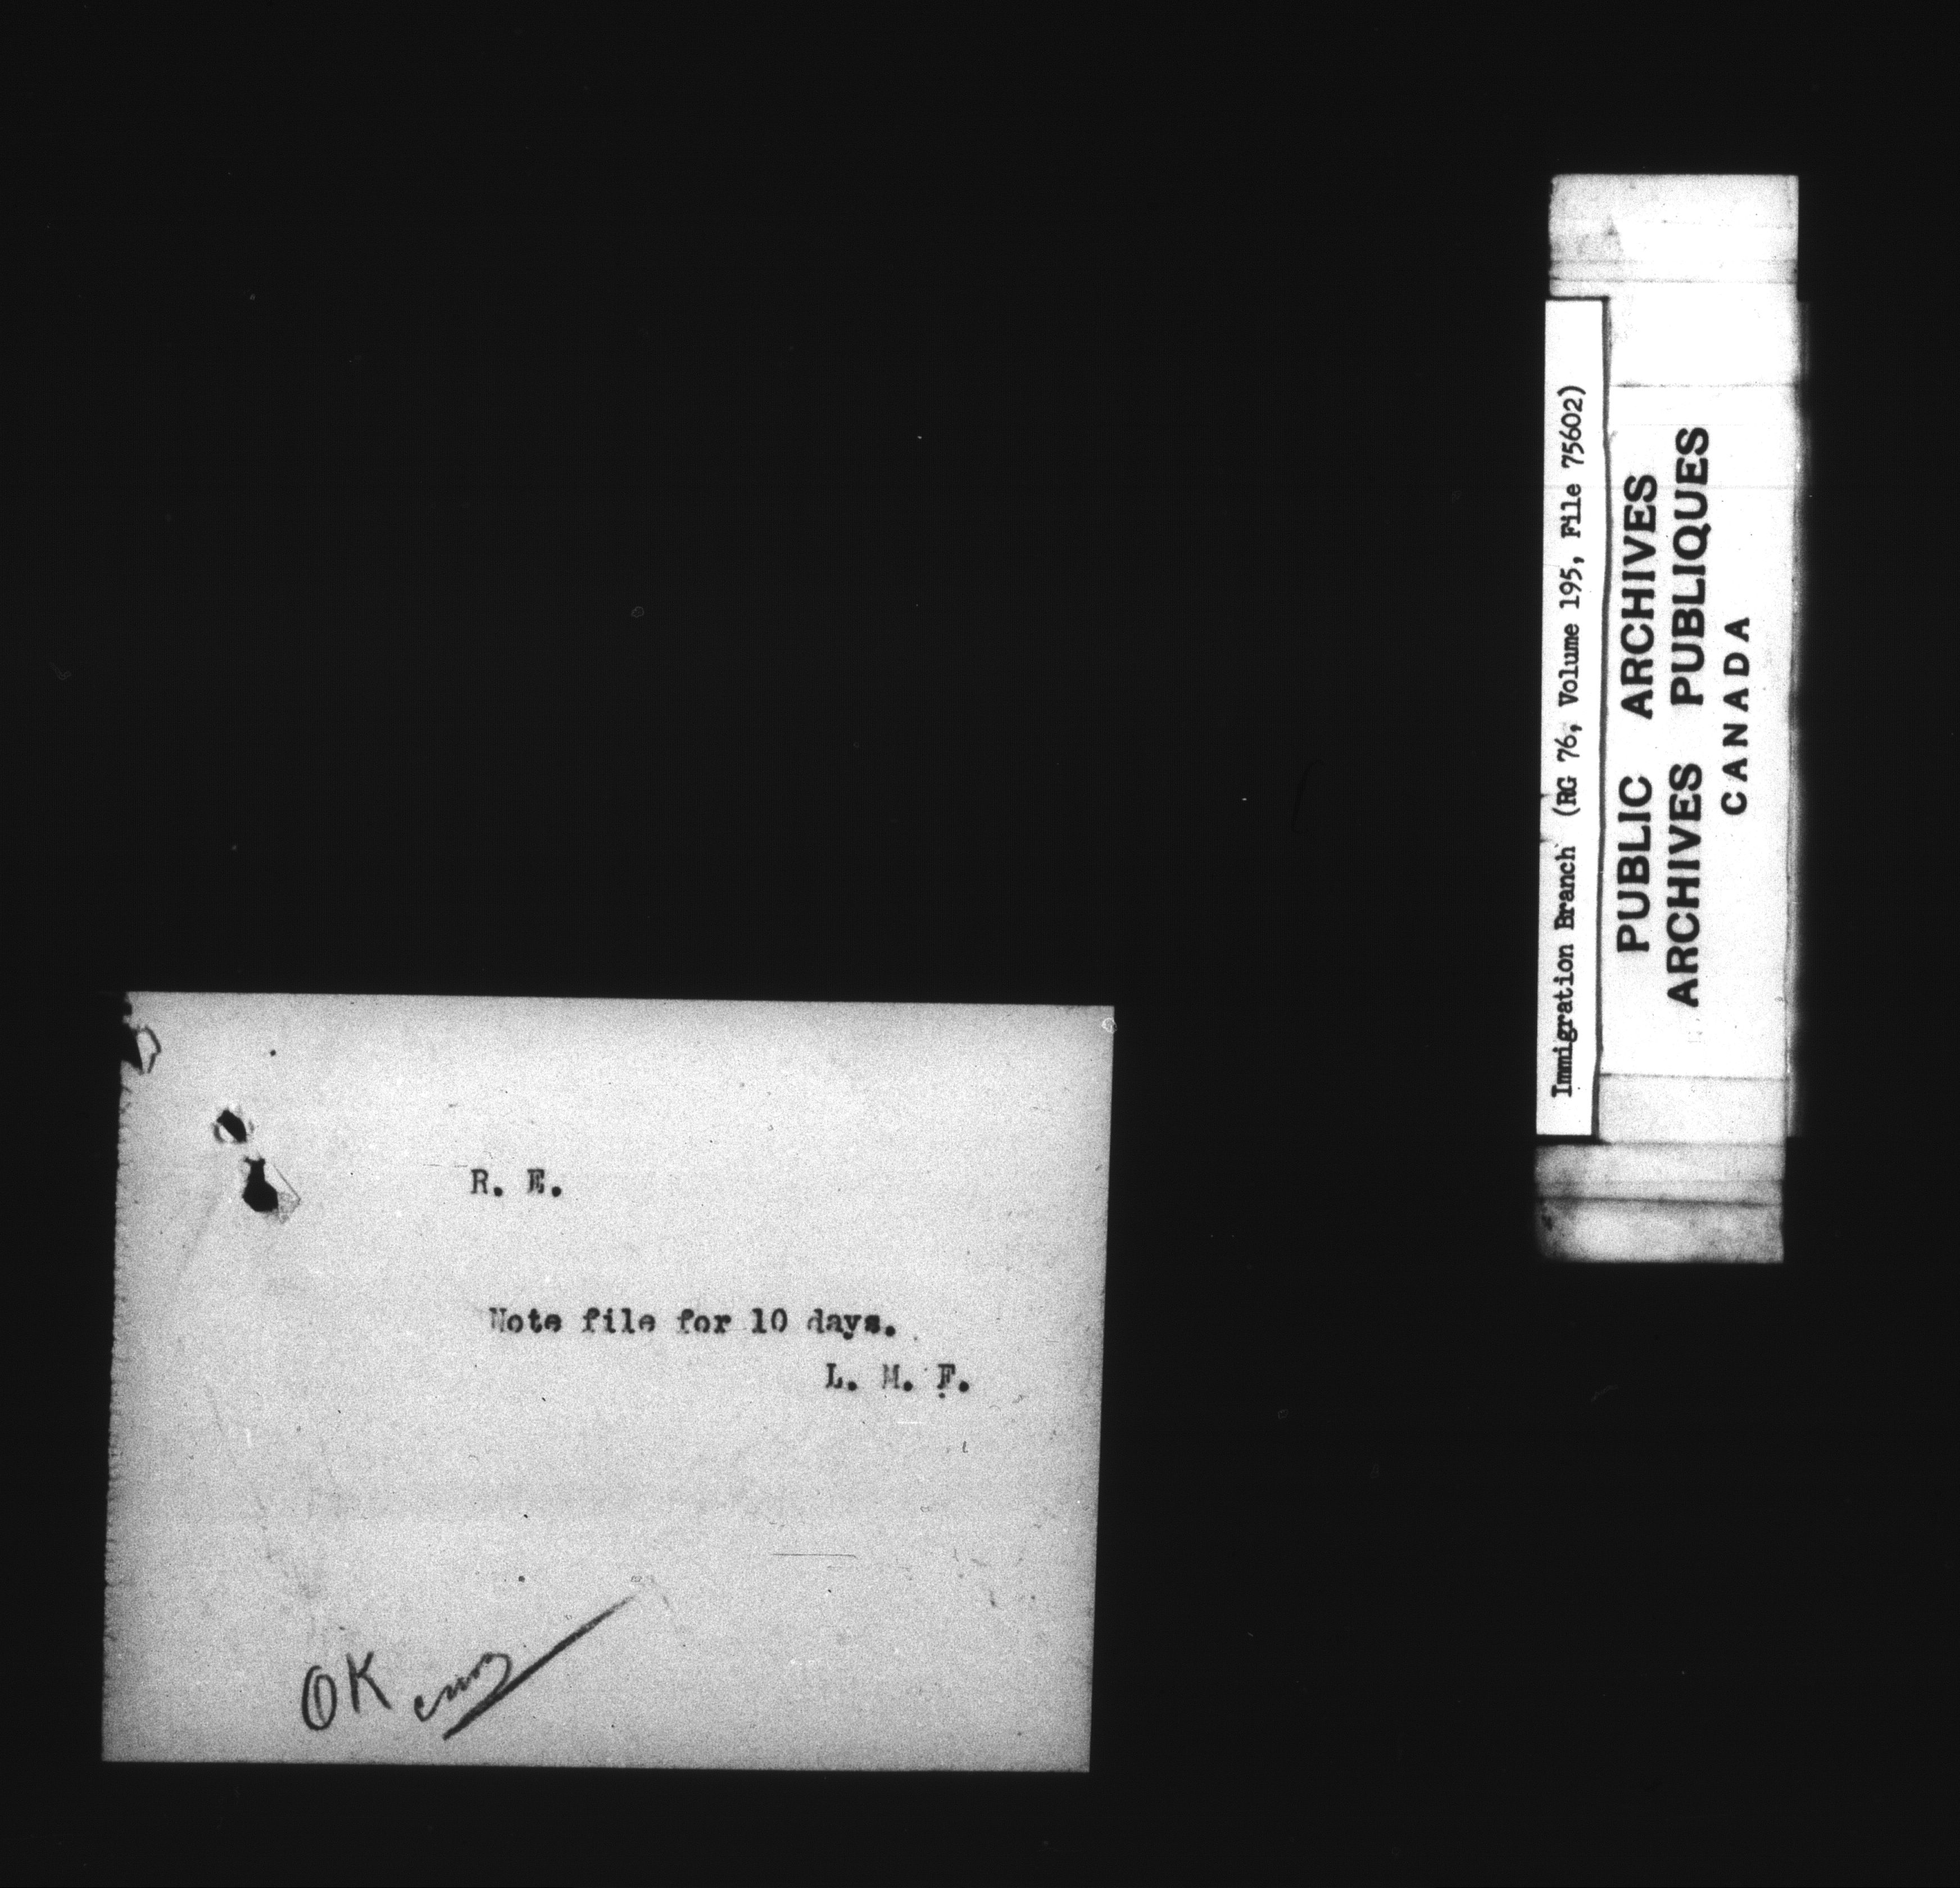 R. E.
Note file for 10 days.
L. M. F.
OK
Immigration Branch (RG 76, Volume 195, File 75602)
PUBLIC ARCHIVES
ARCHIVES PUBLIQUES
CANADA